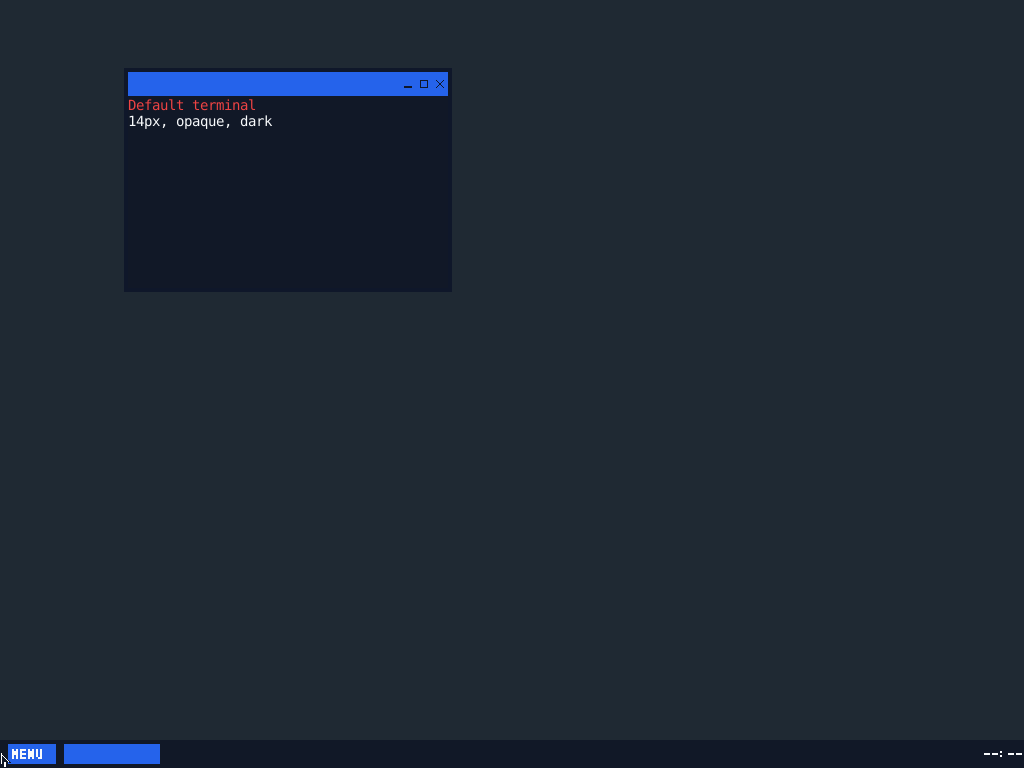 Default terminal
14px, opaque, dark
MENU
--:--